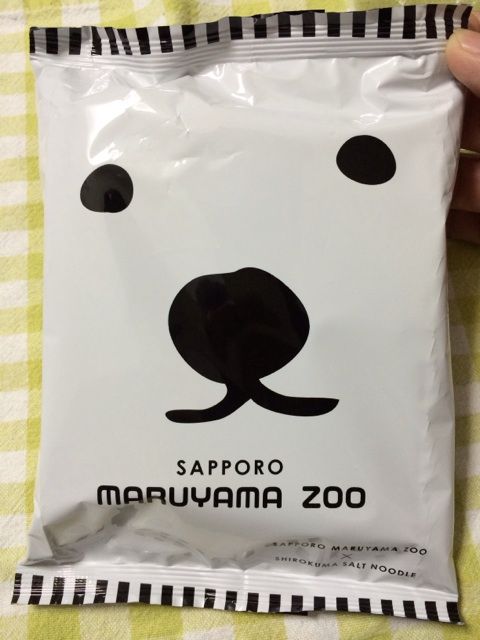 SAPPORO
MARUYAMA ZOO
SAPPORO MARUYAMA ZOO
×
SHIROKUMA SALT NOODLE